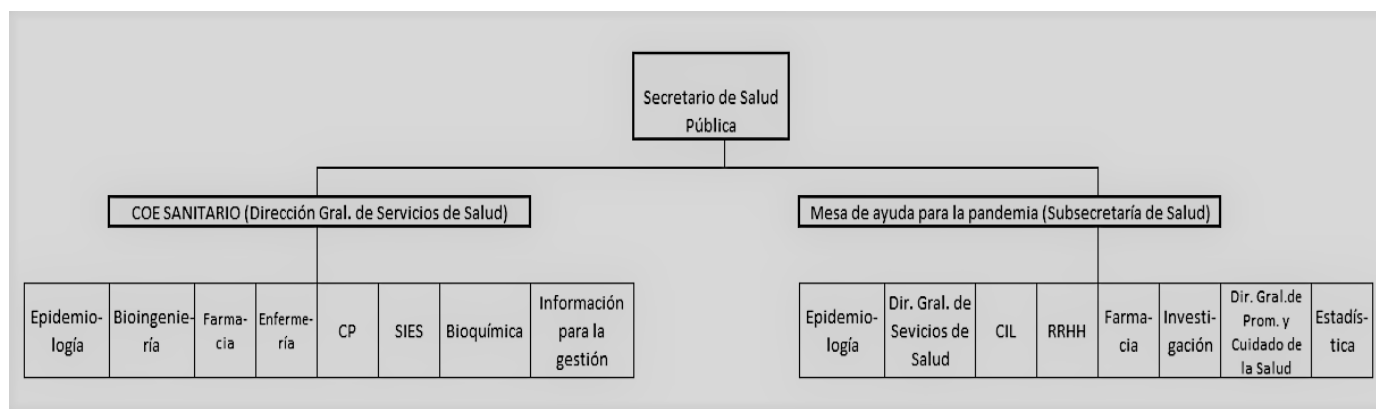 Secretario de Salud
Pública
COE SANITARIO (Dirección Gral. de Servicios de Salud)
Mesa de ayuda para la pandemia (Subsecretaría de Salud)
Epidemio-
logía
Bioingenie-
ría
Farma-
cia
Enferme-
ría
CP
SIES
Bioquímica
Información
para la
gestión
Epidemio-
logía
Dir. Gral. de
Sevicios de
Salud
CIL
RRHH
Farma-
cia
Investi-
gación
Dir. Gral.de
Prom. y
Cuidado de
la Salud
Estadís-
tica